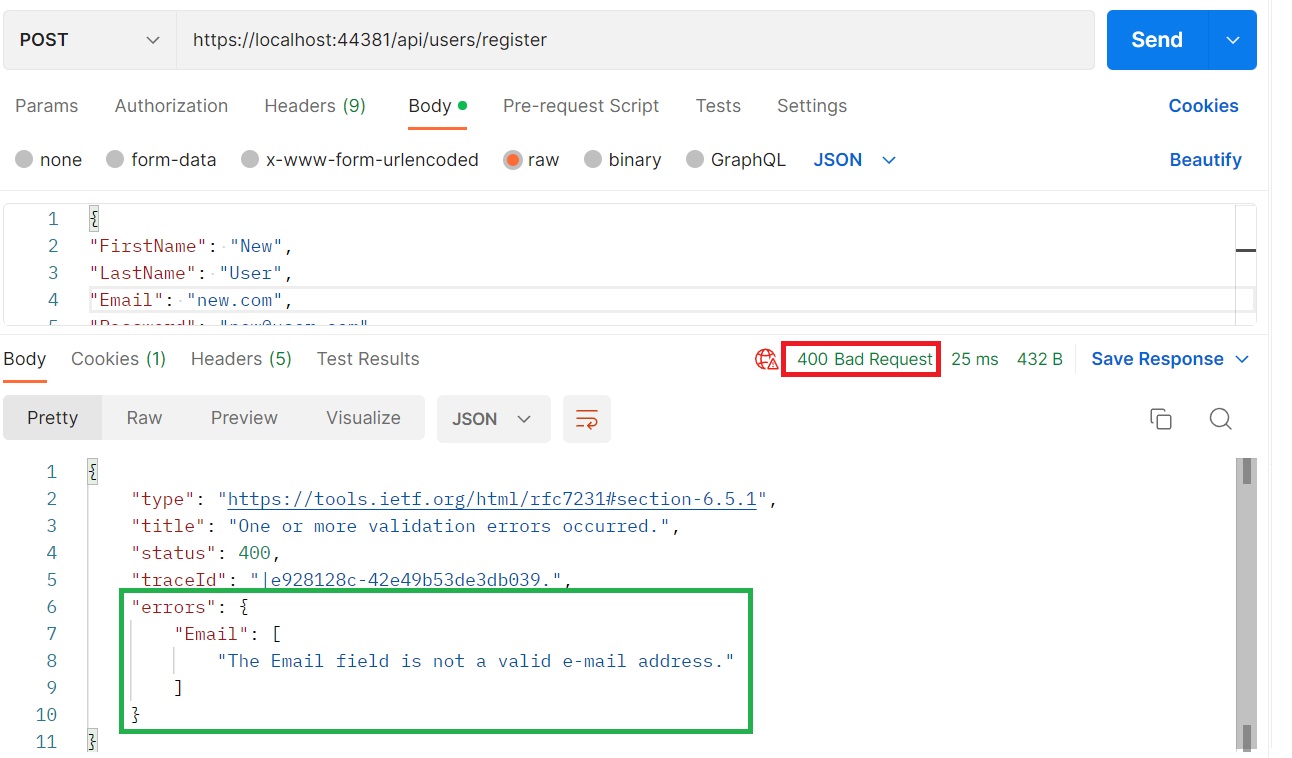 POST https://localhost:44381/api/users/register Send
Params Authorization Headers (9) Body Pre-request Script Tests Settings Cookies
none form-data x-www-form-urlencoded raw binary GraphQL JSON Beautify
1 {
2 "FirstName": "New",
3 "LastName": "User",
4 "Email": "new.com",
5 "Password": "new@user.com"
Body Cookies (1) Headers (5) Test Results 400 Bad Request 25 ms 432 B Save Response
Pretty Raw Preview Visualize JSON
1 {
2 "type": "https://tools.ietf.org/html/rfc7231#section-6.5.1",
3 "title": "One or more validation errors occurred.",
4 "status": 400,
5 "traceId": "|e928128c-42e49b53de3db039.",
6 "errors": {
7 "Email": [
8 "The Email field is not a valid e-mail address."
9 ]
10 }
11 }